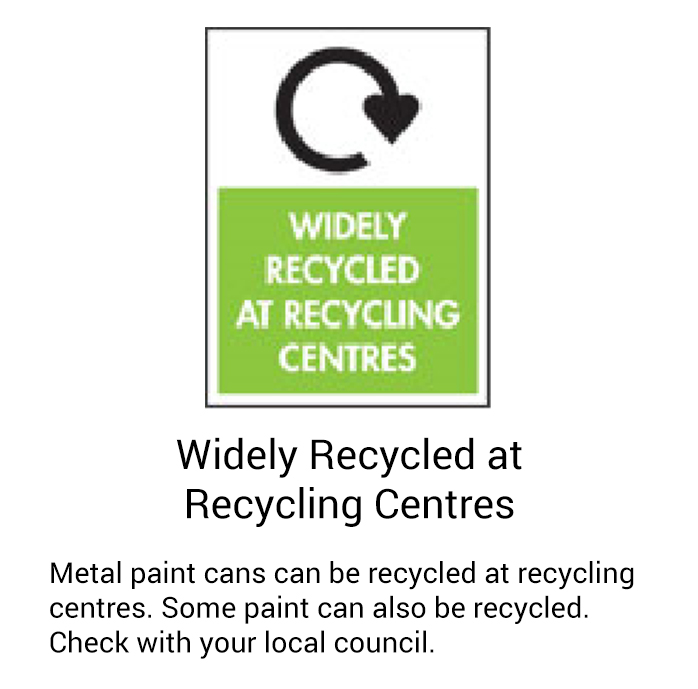 WIDELY
RECYCLED
AT RECYCLING
CENTRES
Widely Recycled at
Recycling Centres
Metal paint cans can be recycled at recycling
centres. Some paint can also be recycled.
Check with your local council.